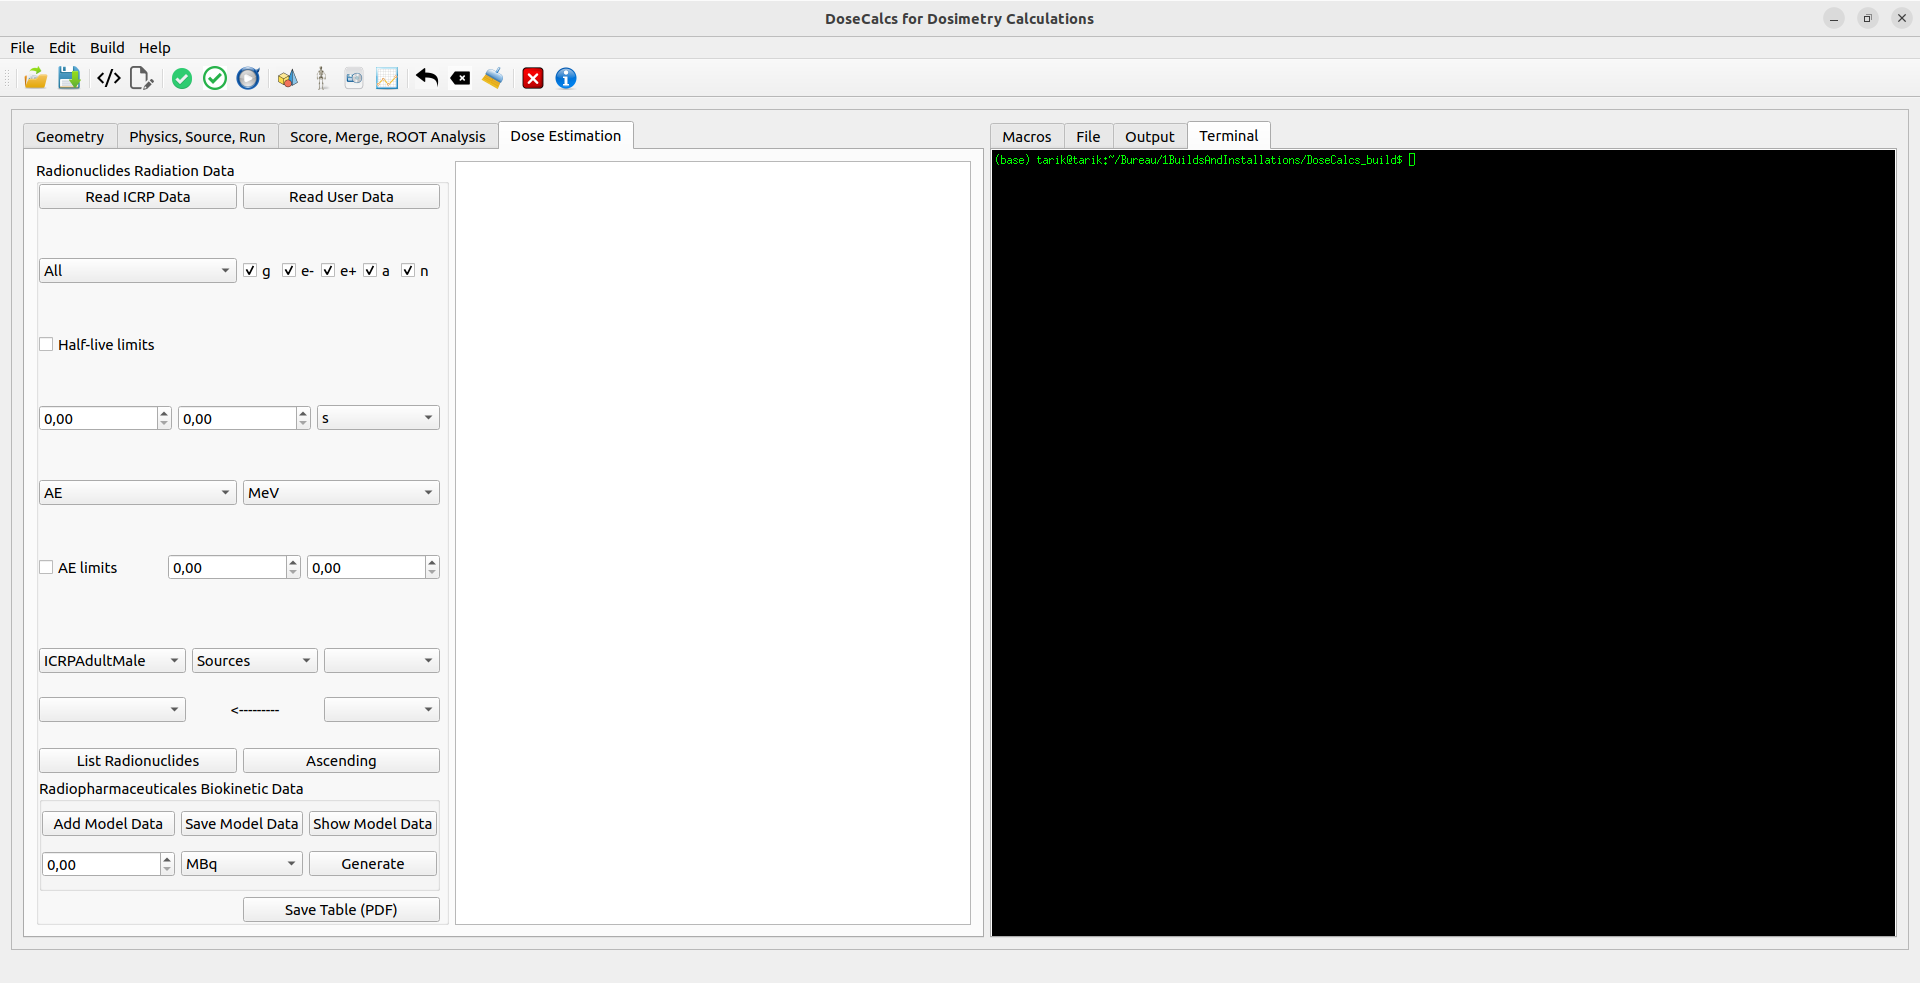 DoseCalcs for Dosimetry Calculations
File Edit Build Help
Geometry Physics, Source, Run Score, Merge, ROOT Analysis Dose Estimation
Radionuclides Radiation Data
Read ICRP Data Read User Data
All g e- e+ a n
Half-live limits
0,00 0,00 s
AE MeV
AE limits 0,00 0,00
ICRPAdultMale Sources
<---------
List Radionuclides Ascending
Radiopharmaceuticales Biokinetic Data
Add Model Data Save Model Data Show Model Data
0,00 MBq Generate
Save Table (PDF)
Macros File Output Terminal
(base) tarik@tarik:~/Bureau/1BuildsAndInstallations/DoseCalcs_build$